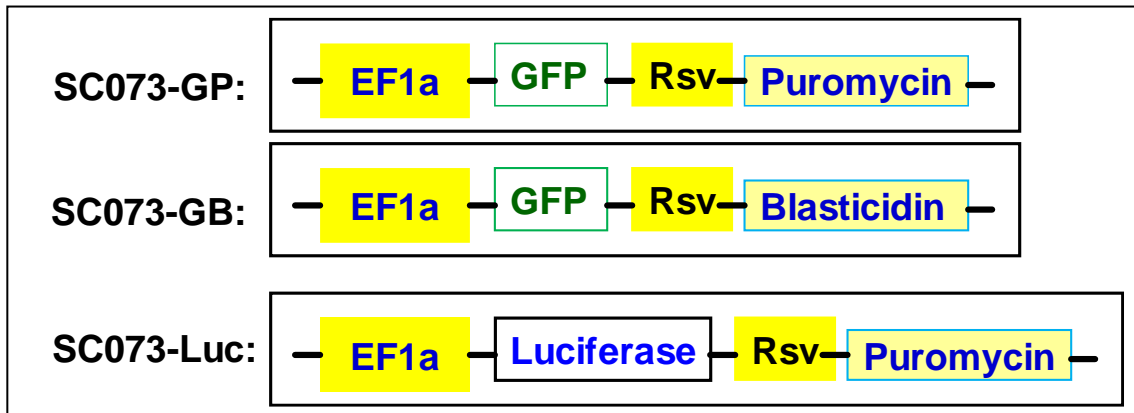 SC073-GP: EF1a GFP Rsv Puromycin
SC073-GB: EF1a GFP Rsv Blasticidin
SC073-Luc: EF1a Luciferase Rsv Puromycin